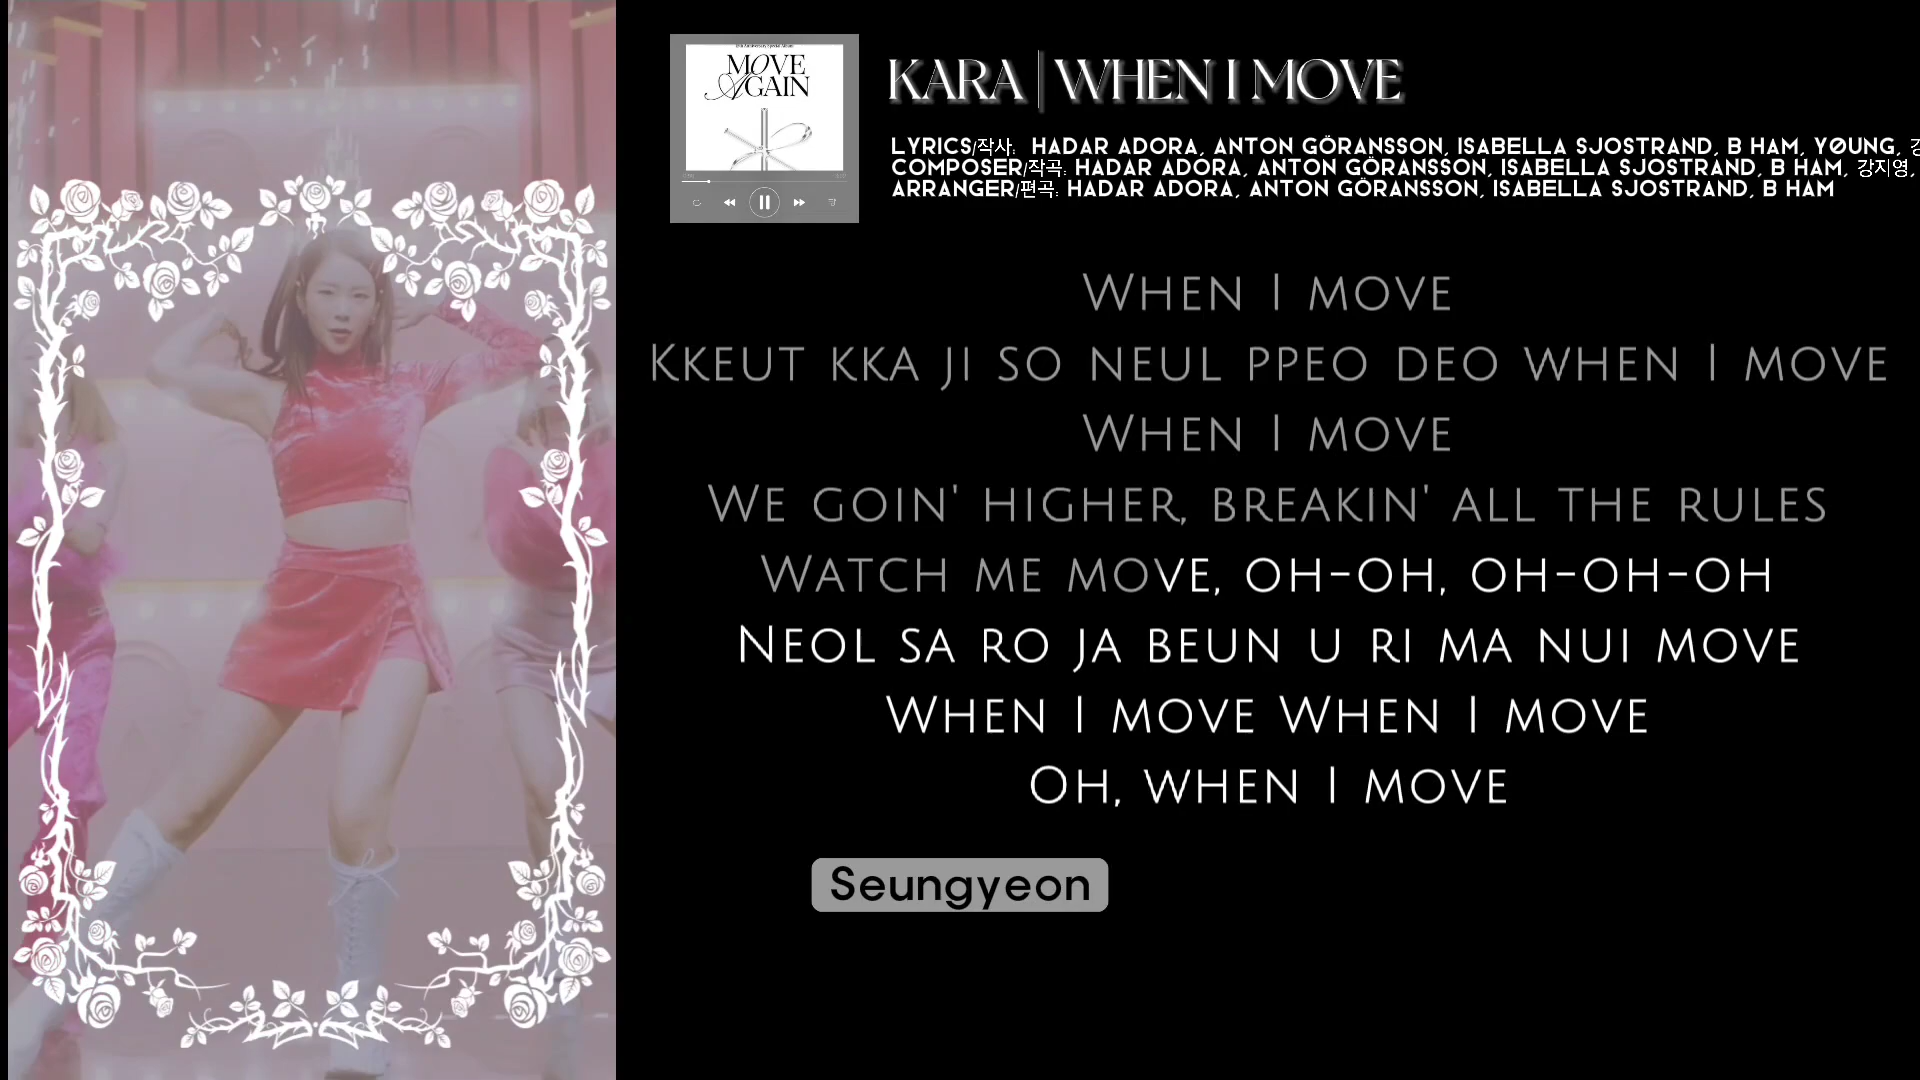 15th Anniversary Special Album
MOVE
AGAIN
KARA | WHEN I MOVE
LYRICS/작사: HADAR ADORA, ANTON GÖRANSSON, ISABELLA SJOSTRAND, B HAM, YØUNG,
COMPOSER/작곡: HADAR ADORA, ANTON GÖRANSSON, ISABELLA SJOSTRAND, B HAM, 강지영,
ARRANGER/편곡: HADAR ADORA, ANTON GÖRANSSON, ISABELLA SJOSTRAND, B HAM
WHEN I MOVE
KKEUT KKA JI SO NEUL PPEO DEO WHEN I MOVE
WHEN I MOVE
WE GOIN' HIGHER, BREAKIN' ALL THE RULES
WATCH ME MOVE, OH-OH, OH-OH-OH
NEOL SA RO JA BEUN U RI MA NUI MOVE
WHEN I MOVE WHEN I MOVE
OH, WHEN I MOVE
Seungyeon